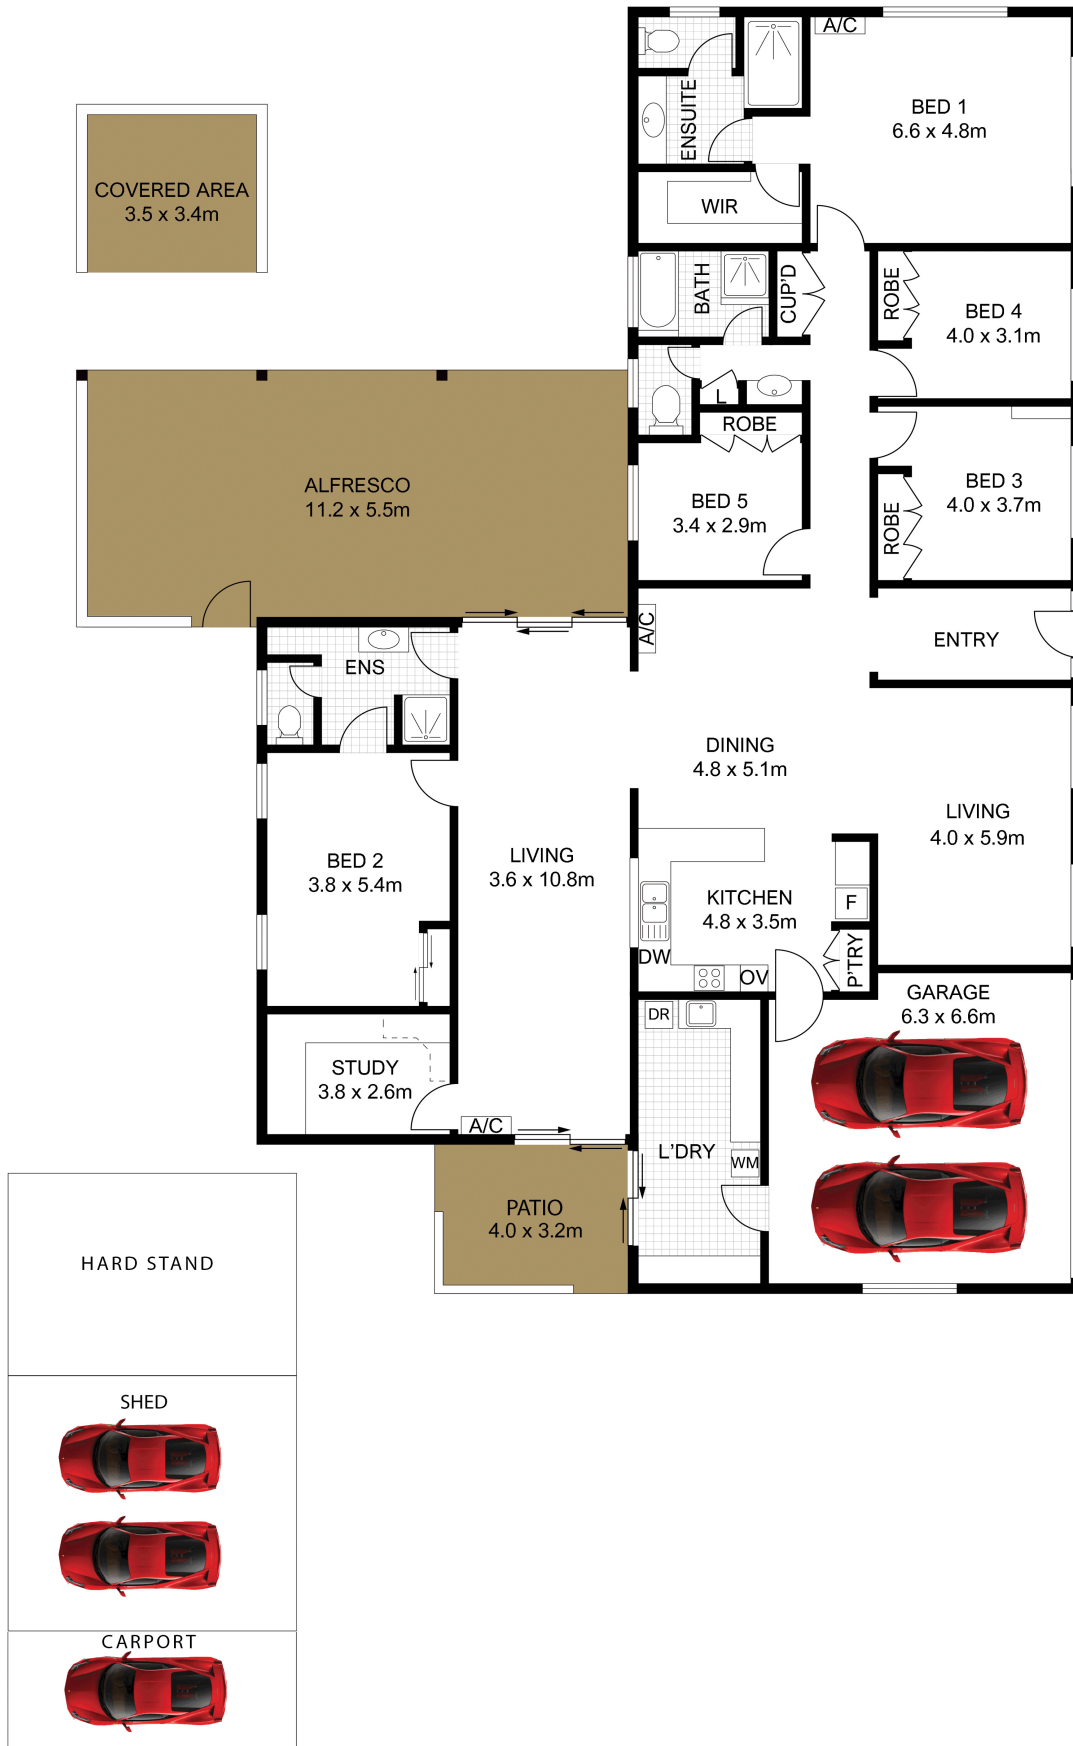 A/C
BED 1
6.6 x 4.8m
ENSUITE
WIR
COVERED AREA
3.5 x 3.4m
BATH
CUP'D
ROBE
BED 4
4.0 x 3.1m
L
ROBE
BED 5
3.4 x 2.9m
ROBE
BED 3
4.0 x 3.7m
ALFRESCO
11.2 x 5.5m
A/C
ENTRY
ENS
DINING
4.8 x 5.1m
LIVING
4.0 x 5.9m
BED 2
3.8 x 5.4m
LIVING
3.6 x 10.8m
KITCHEN
4.8 x 3.5m
F
DW
OV
P'TRY
GARAGE
6.3 x 6.6m
DR
STUDY
3.8 x 2.6m
A/C
L'DRY
WM
PATIO
4.0 x 3.2m
HARD STAND
SHED
CARPORT